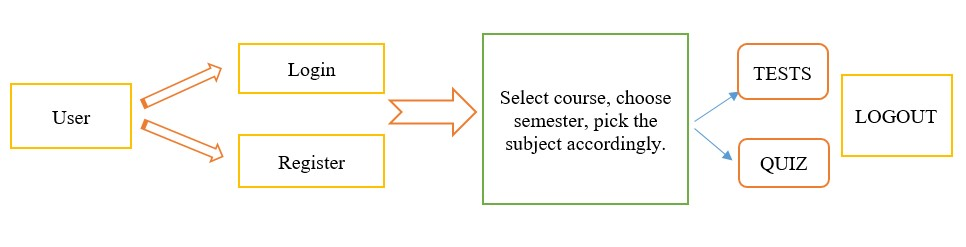 User
Login
Register
Select course, choose
semester, pick the
subject accordingly.
TESTS
QUIZ
LOGOUT